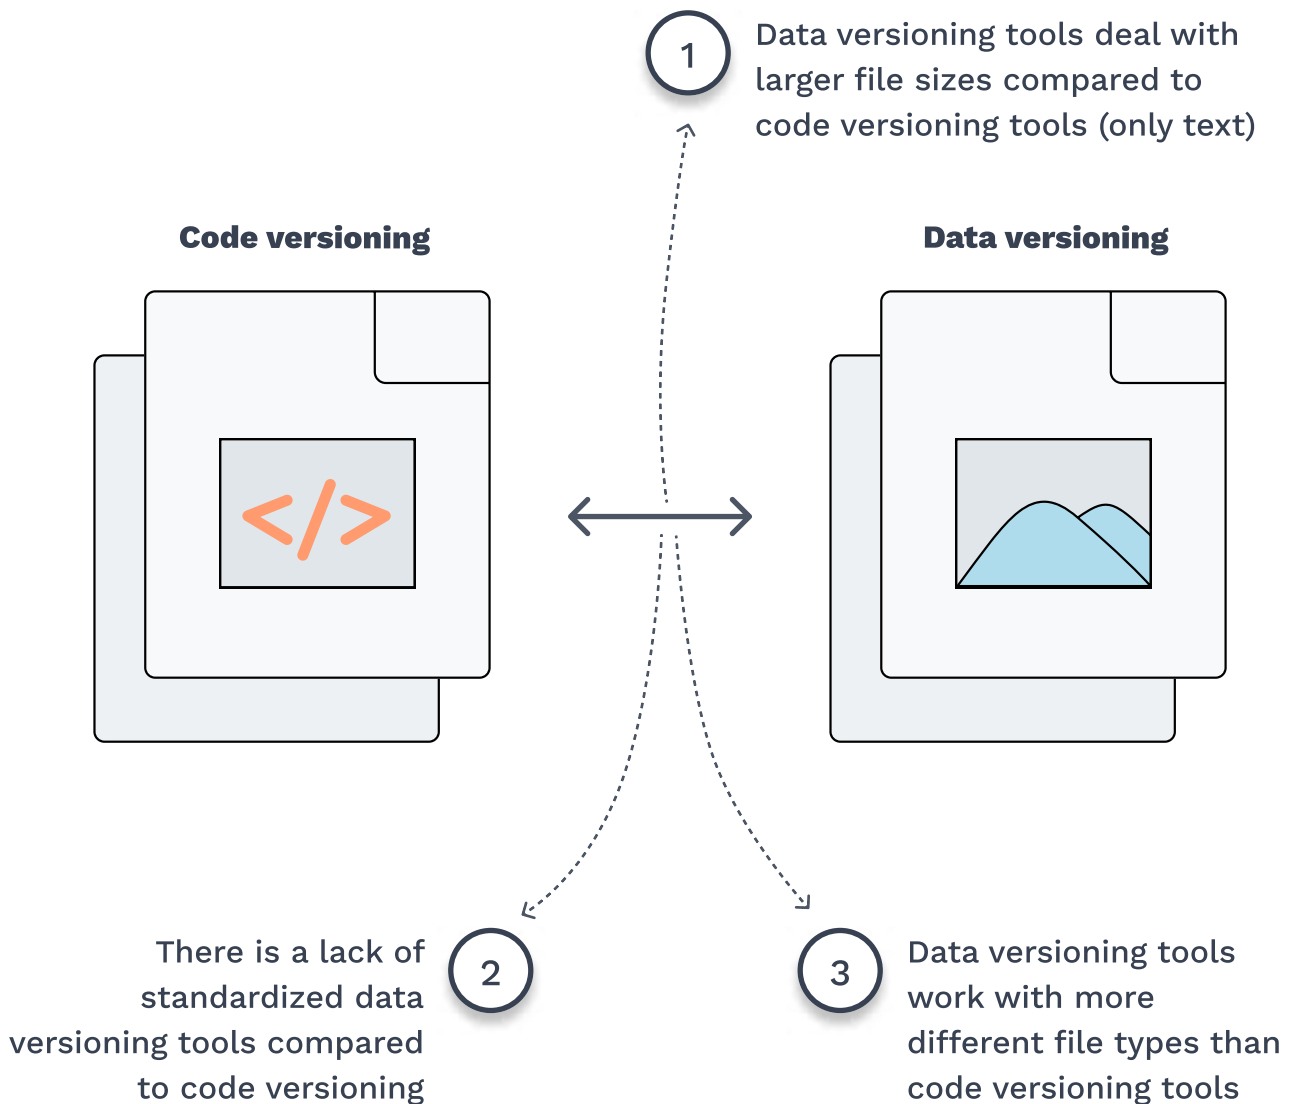 1
Data versioning tools deal with
larger file sizes compared to
code versioning tools (only text)
Code versioning
Data versioning
</>
2
There is a lack of
standardized data
versioning tools compared
to code versioning
3
Data versioning tools
work with more
different file types than
code versioning tools